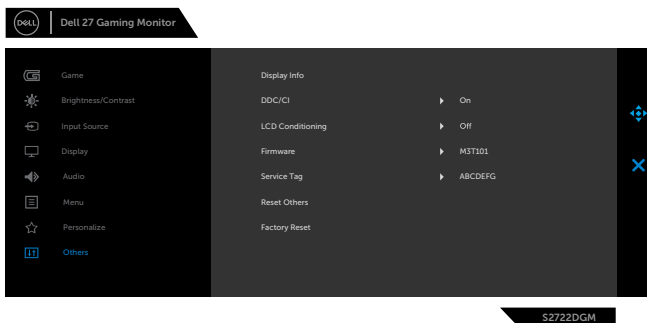 DELL Dell 27 Gaming Monitor
Game Display Info
Brightness/Contrast DDC/CI On
Input Source LCD Conditioning Off
Display Firmware M3T101
Audio Service Tag ABCDEFG
Menu Reset Others
Personalize Factory Reset
Others
S2722DGM